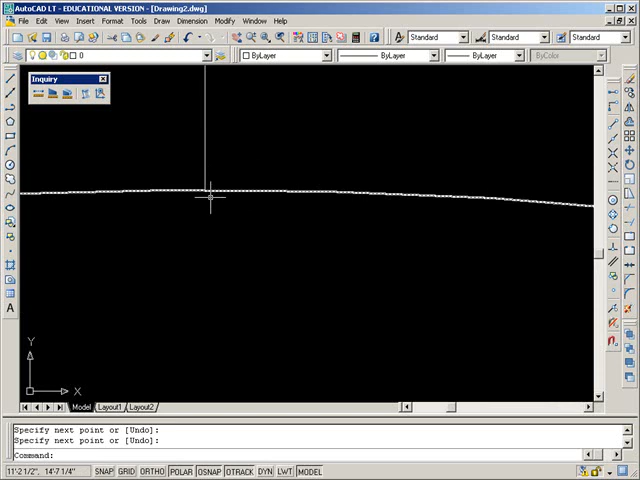 AutoCAD LT - EDUCATIONAL VERSION - [Drawing2.dwg]
File Edit View Insert Format Tools Draw Dimension Modify Window Help
Standard Standard Standard
0 ByLayer ByLayer ByLayer ByColor
Inquiry
A
Y
X
Model Layout1 Layout2
Specify next point or [Undo]:
Specify next point or [Undo]:
Command:
11'-2 1/2", 14'-7 1/4" SNAP GRID ORTHO POLAR OSNAP OTRACK DYN LWT MODEL